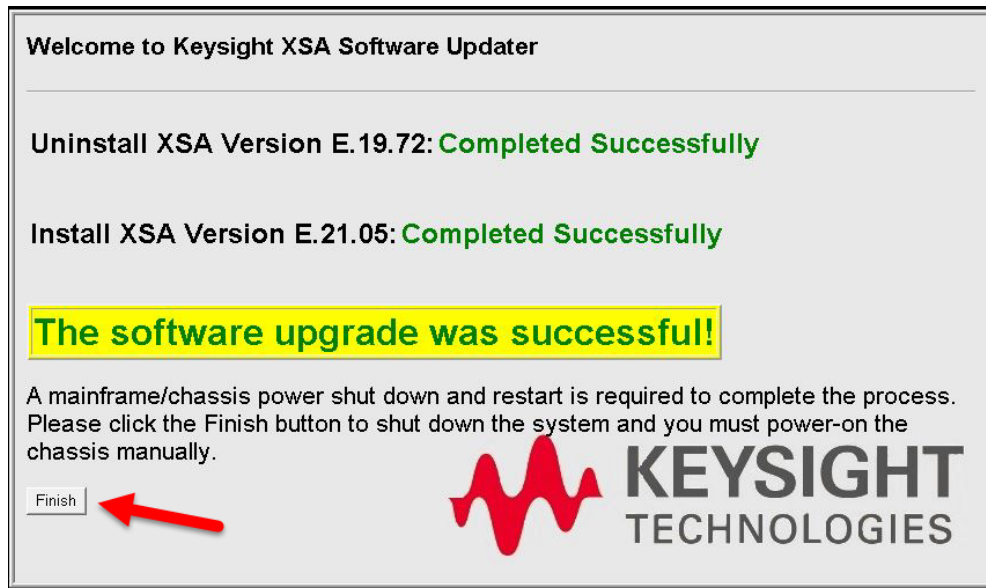 Welcome to Keysight XSA Software Updater
Uninstall XSA Version E.19.72: Completed Successfully
Install XSA Version E.21.05: Completed Successfully
The software upgrade was successful!
A mainframe/chassis power shut down and restart is required to complete the process.
Please click the Finish button to shut down the system and you must power-on the
chassis manually.
Finish
KEYSIGHT
TECHNOLOGIES